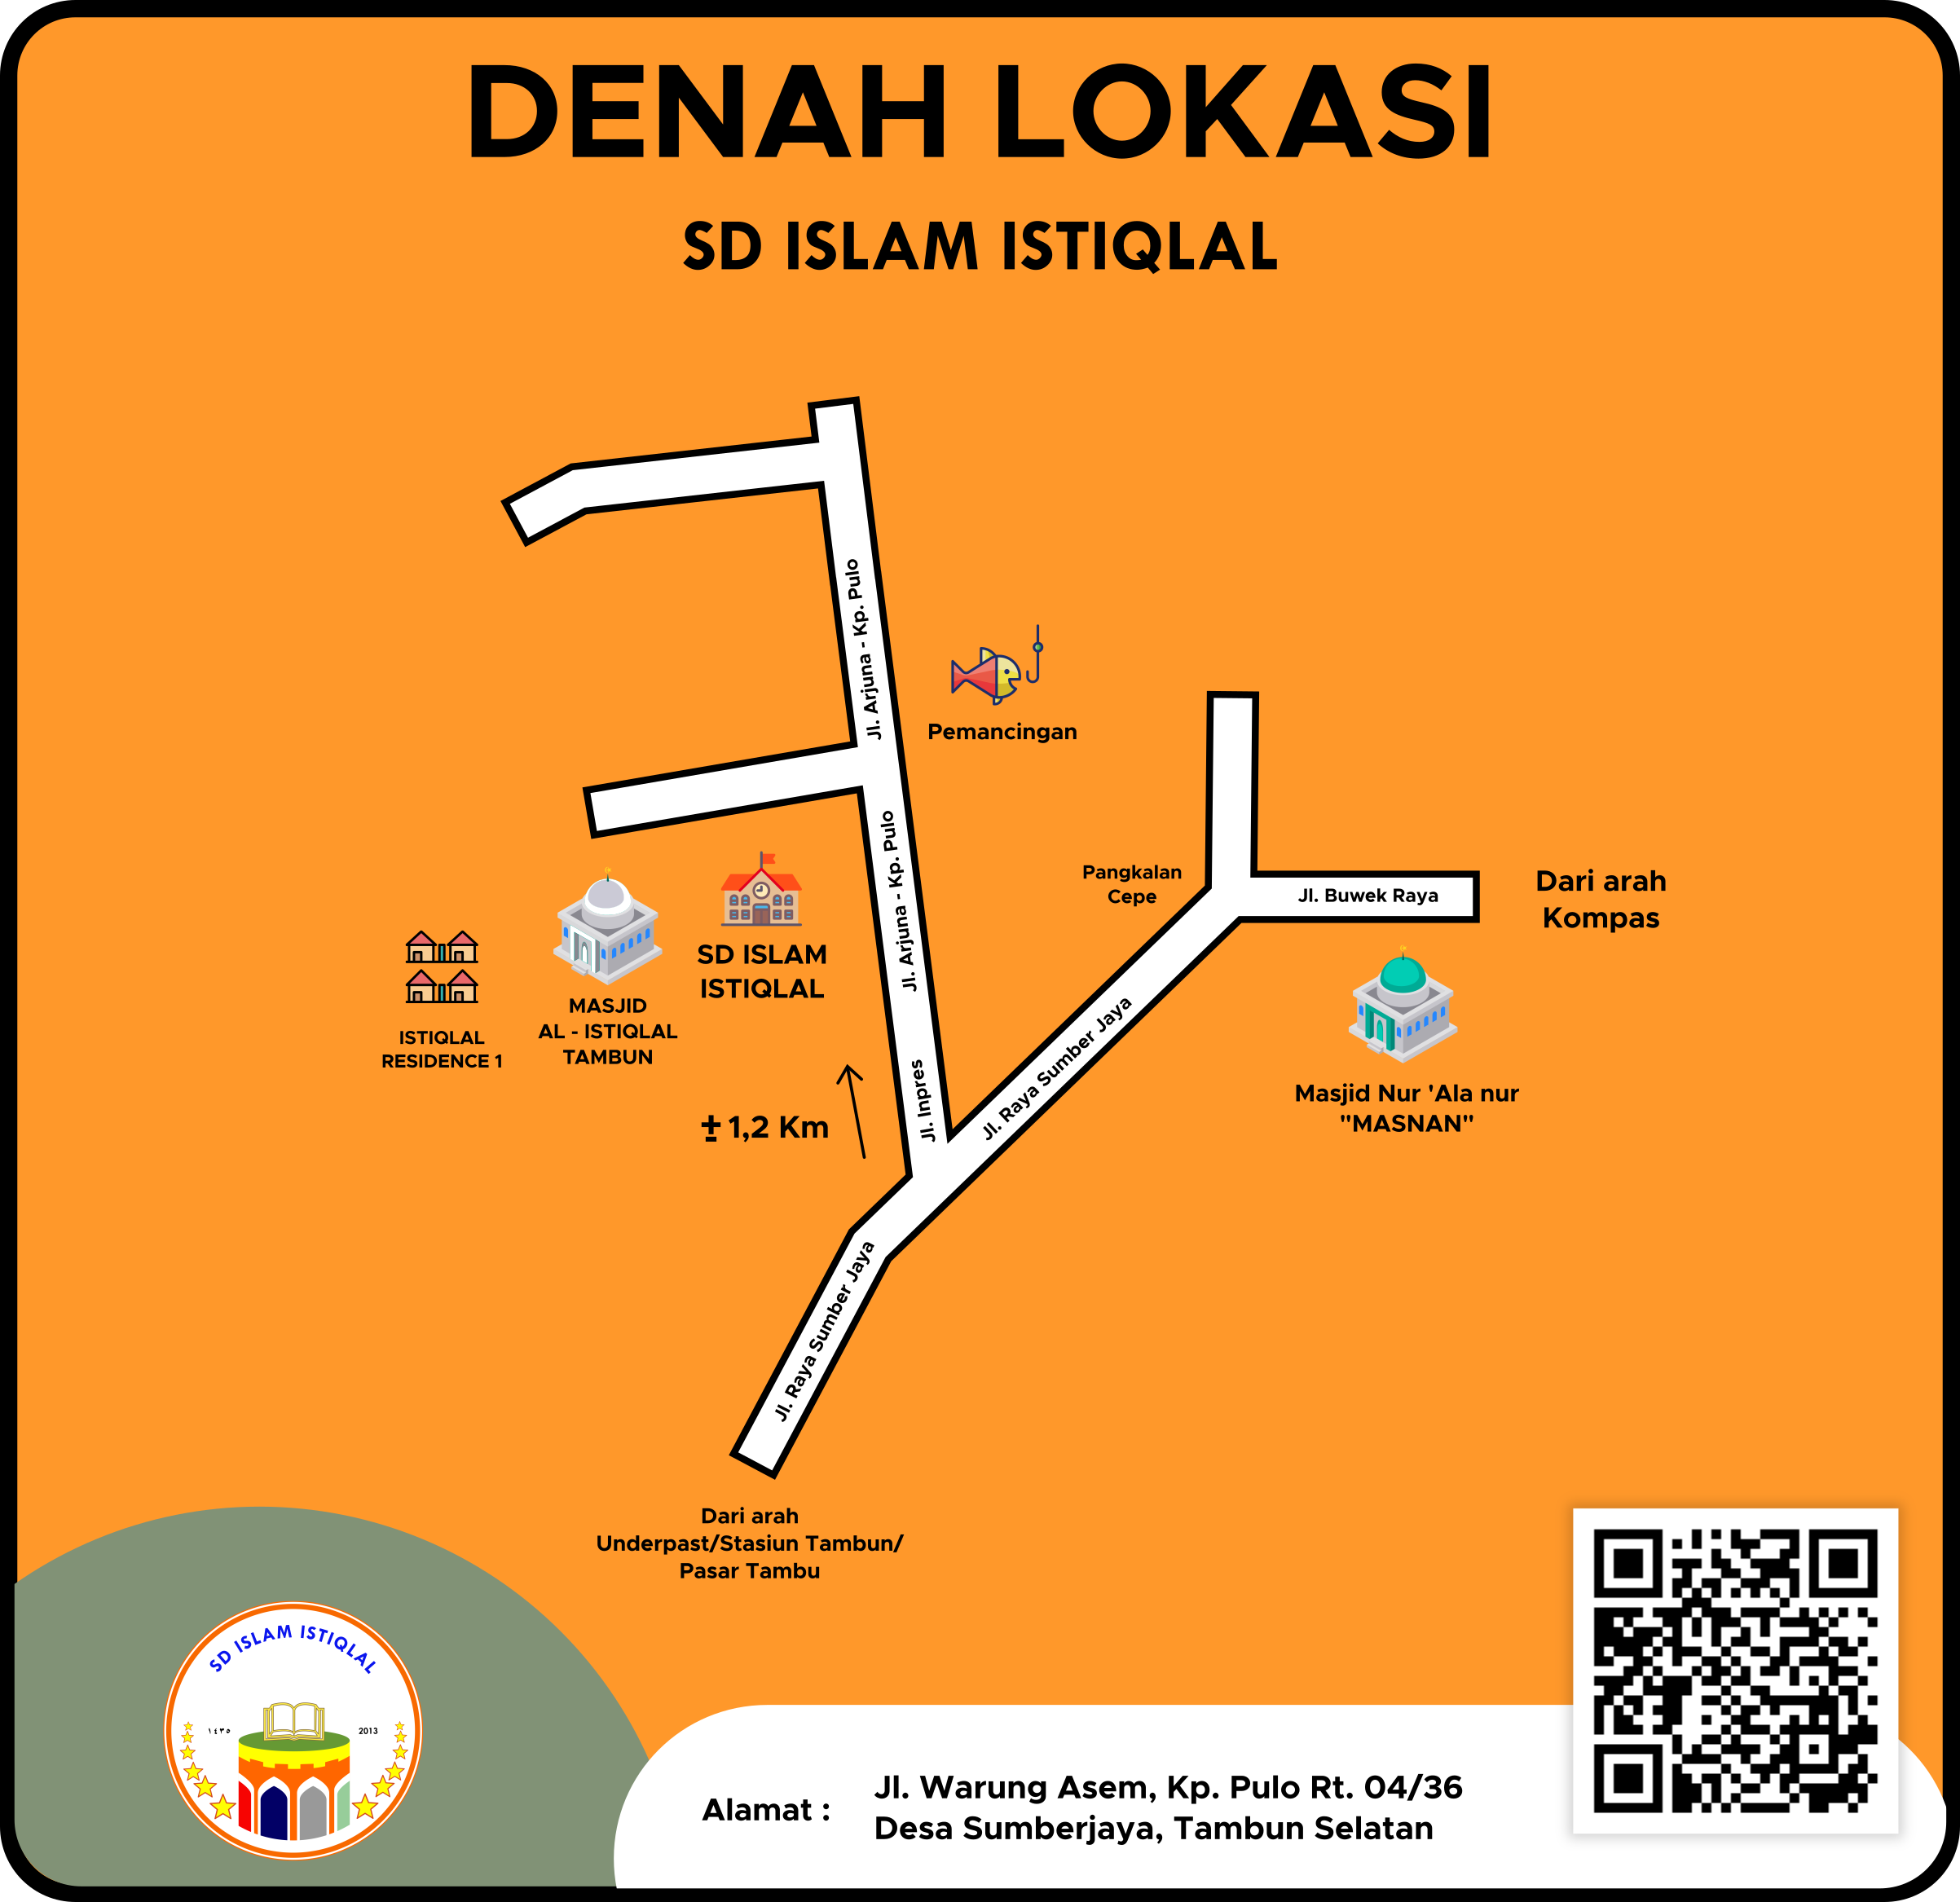 DENAH LOKASI
SD ISLAM ISTIQLAL
Jl. Arjuna - Kp. Pulo
Pemancingan
Jl. Arjuna - Kp. Pulo
Pangkalan
Cepe
Jl. Buwek Raya
Dari arah
Kompas
SD ISLAM
ISTIQLAL
MASJID
AL - ISTIQLAL
TAMBUN
ISTIQLAL
RESIDENCE 1
Jl. Inpres
± 1,2 Km
Jl. Raya Sumber Jaya
Masjid Nur 'Ala nur
"MASNAN"
Jl. Raya Sumber Jaya
Dari arah
Underpast/Stasiun Tambun/
Pasar Tambu
SD ISLAM ISTIQLAL
١٤٣٥
2013
Alamat :
Jl. Warung Asem, Kp. Pulo Rt. 04/36
Desa Sumberjaya, Tambun Selatan